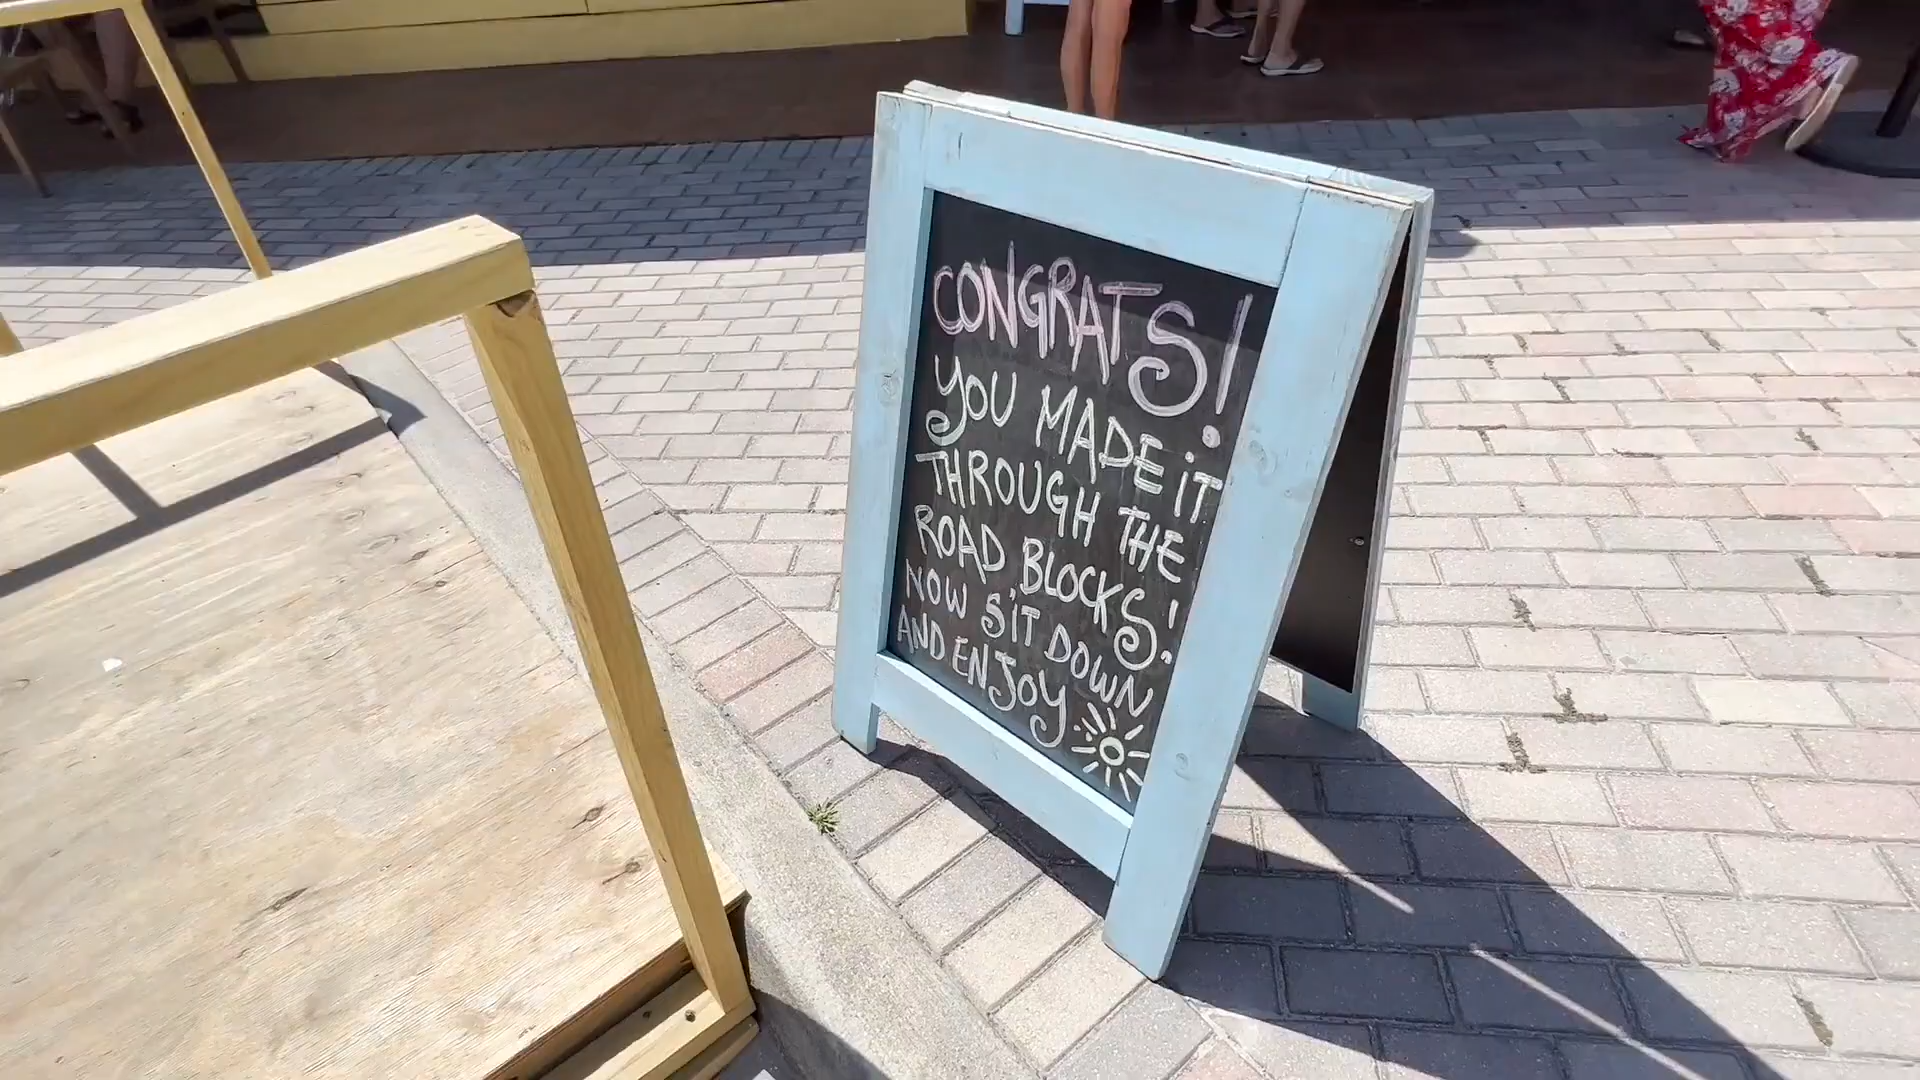 CONGRATS!
YOU MADE iT
THROUGH THE
ROAD BLOCKS!
NOW SiT DOWN
AND ENJOY